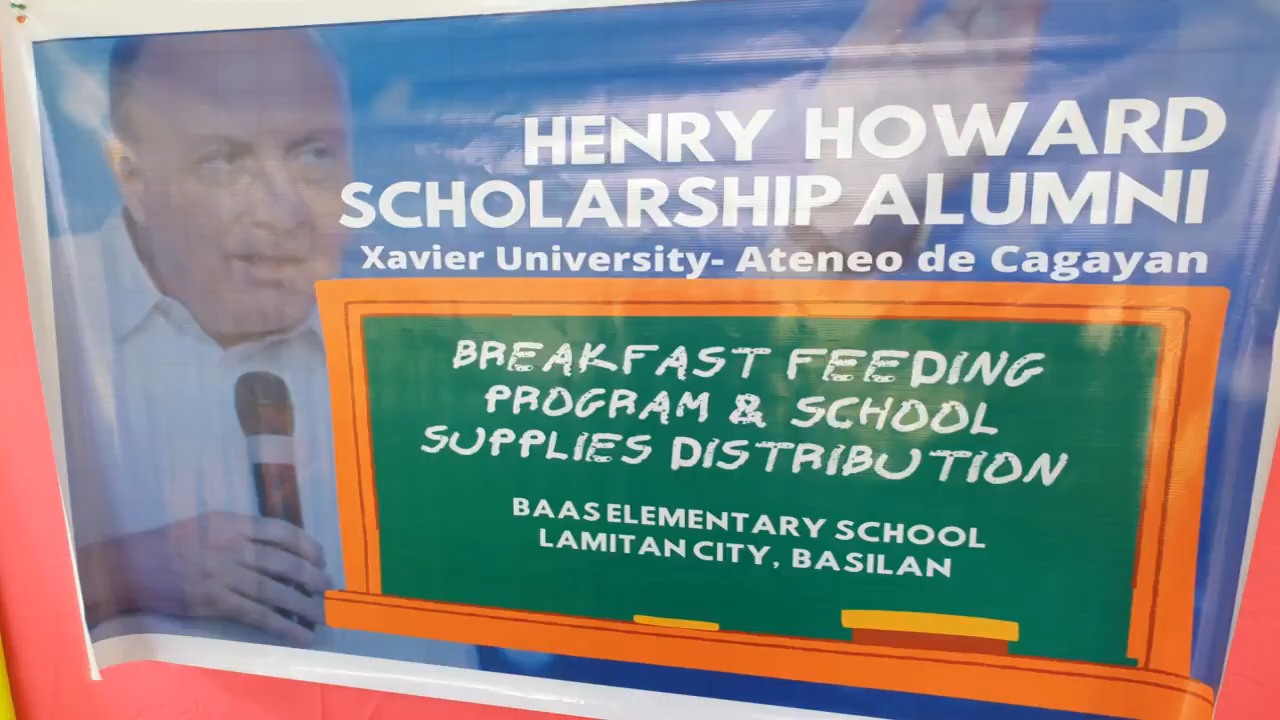 HENRY HOWARD
SCHOLARSHIP ALUMNI
Xavier University- Ateneo de Cagayan
BREAKFAST FEEDING
PROGRAM & SCHOOL
SUPPLIES DISTRIBUTION
BAAS ELEMENTARY SCHOOL
LAMITAN CITY, BASILAN